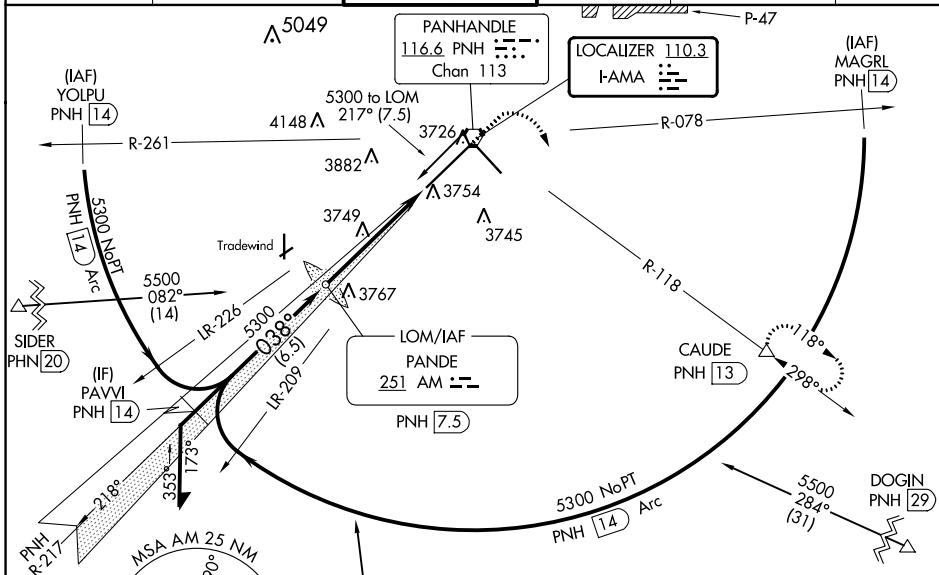 P-47
5049
PANHANDLE
116.6 PNH
Chan 113
LOCALIZER 110.3
I-AMA
(IAF)
YOLPU
PNH 14
(IAF)
MAGRL
PNH 14
5300 to LOM
217° (7.5)
4148
3726
R-078
R-261
3882
3754
3749
3745
5300 NoPT
PNH 14 Arc
Tradewind
R-118
5500
082°
(14)
LR-226
5300
038°
(6.5)
3767
SIDER
PHN 20
LOM/IAF
PANDE
251 AM
PNH 7.5
LR-209
CAUDE
PNH 13
118°
298°
(IF)
PAVVI
PNH 14
353°
173°
218°
PNH
R-217
5300 NoPT
PNH 14 Arc
5500
284°
(31)
DOGIN
PNH 29
MSA AM 25 NM
90°